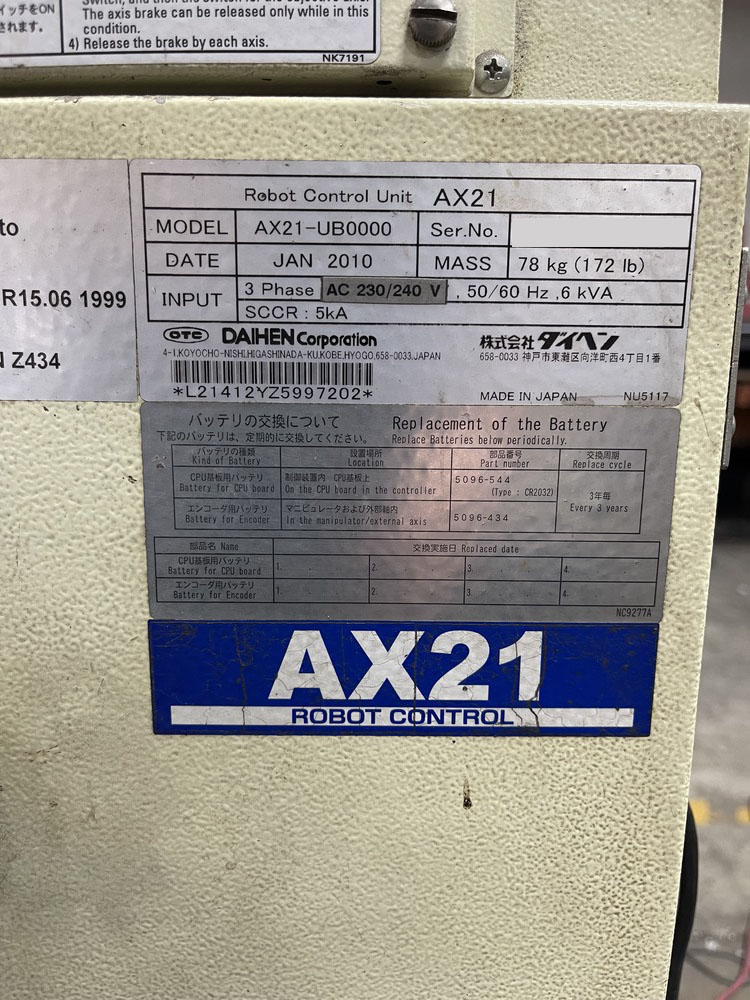 イッチをON
されます。
Switch, and then the switch for the objective axis.
The axis brake can be released only while in this
condition.
4) Release the brake by each axis.
NK7191
to
R15.06 1999
Z434
Robot Control Unit AX21
MODEL AX21-UB0000 Ser.No.
DATE JAN 2010 MASS 78 kg (172 lb)
INPUT 3 Phase AC 230/240 V , 50/60 Hz ,6 kVA
SCCR : 5kA
OTC DAIHEN Corporation 株式会社 ダイヘン
4-1,KOYOCHO-NISHI,HIGASHINADA-KU,KOBE,HYOGO,658-0033,JAPAN 658-0033 神戸市東灘区向洋町西4丁目1番
*L21412YZ5997202*
MADE IN JAPAN NU5117
バッテリの交換について Replacement of the Battery
下記のバッテリは、定期的に交換してください。 Replace Batteries below periodically.
バッテリの種類 設置場所 部品番号 交換周期
Kind of Battery Location Part number Replace cycle
CPU基板用バッテリ 制御装置内 CPU基板上 5096-544
Battery for CPU board On the CPU board in the controller (Type : CR2032)
3年毎
Every 3 years
エンコーダ用バッテリ マニピュレータおよび外部軸内 5096-434
Battery for Encoder In the manipulator/external axis
部品名 Name 交換実施日 Replaced date
CPU基板用バッテリ 1. 2. 3. 4.
Battery for CPU board
エンコーダ用バッテリ 1. 2. 3. 4.
Battery for Encoder
NC9277A
AX21
ROBOT CONTROL